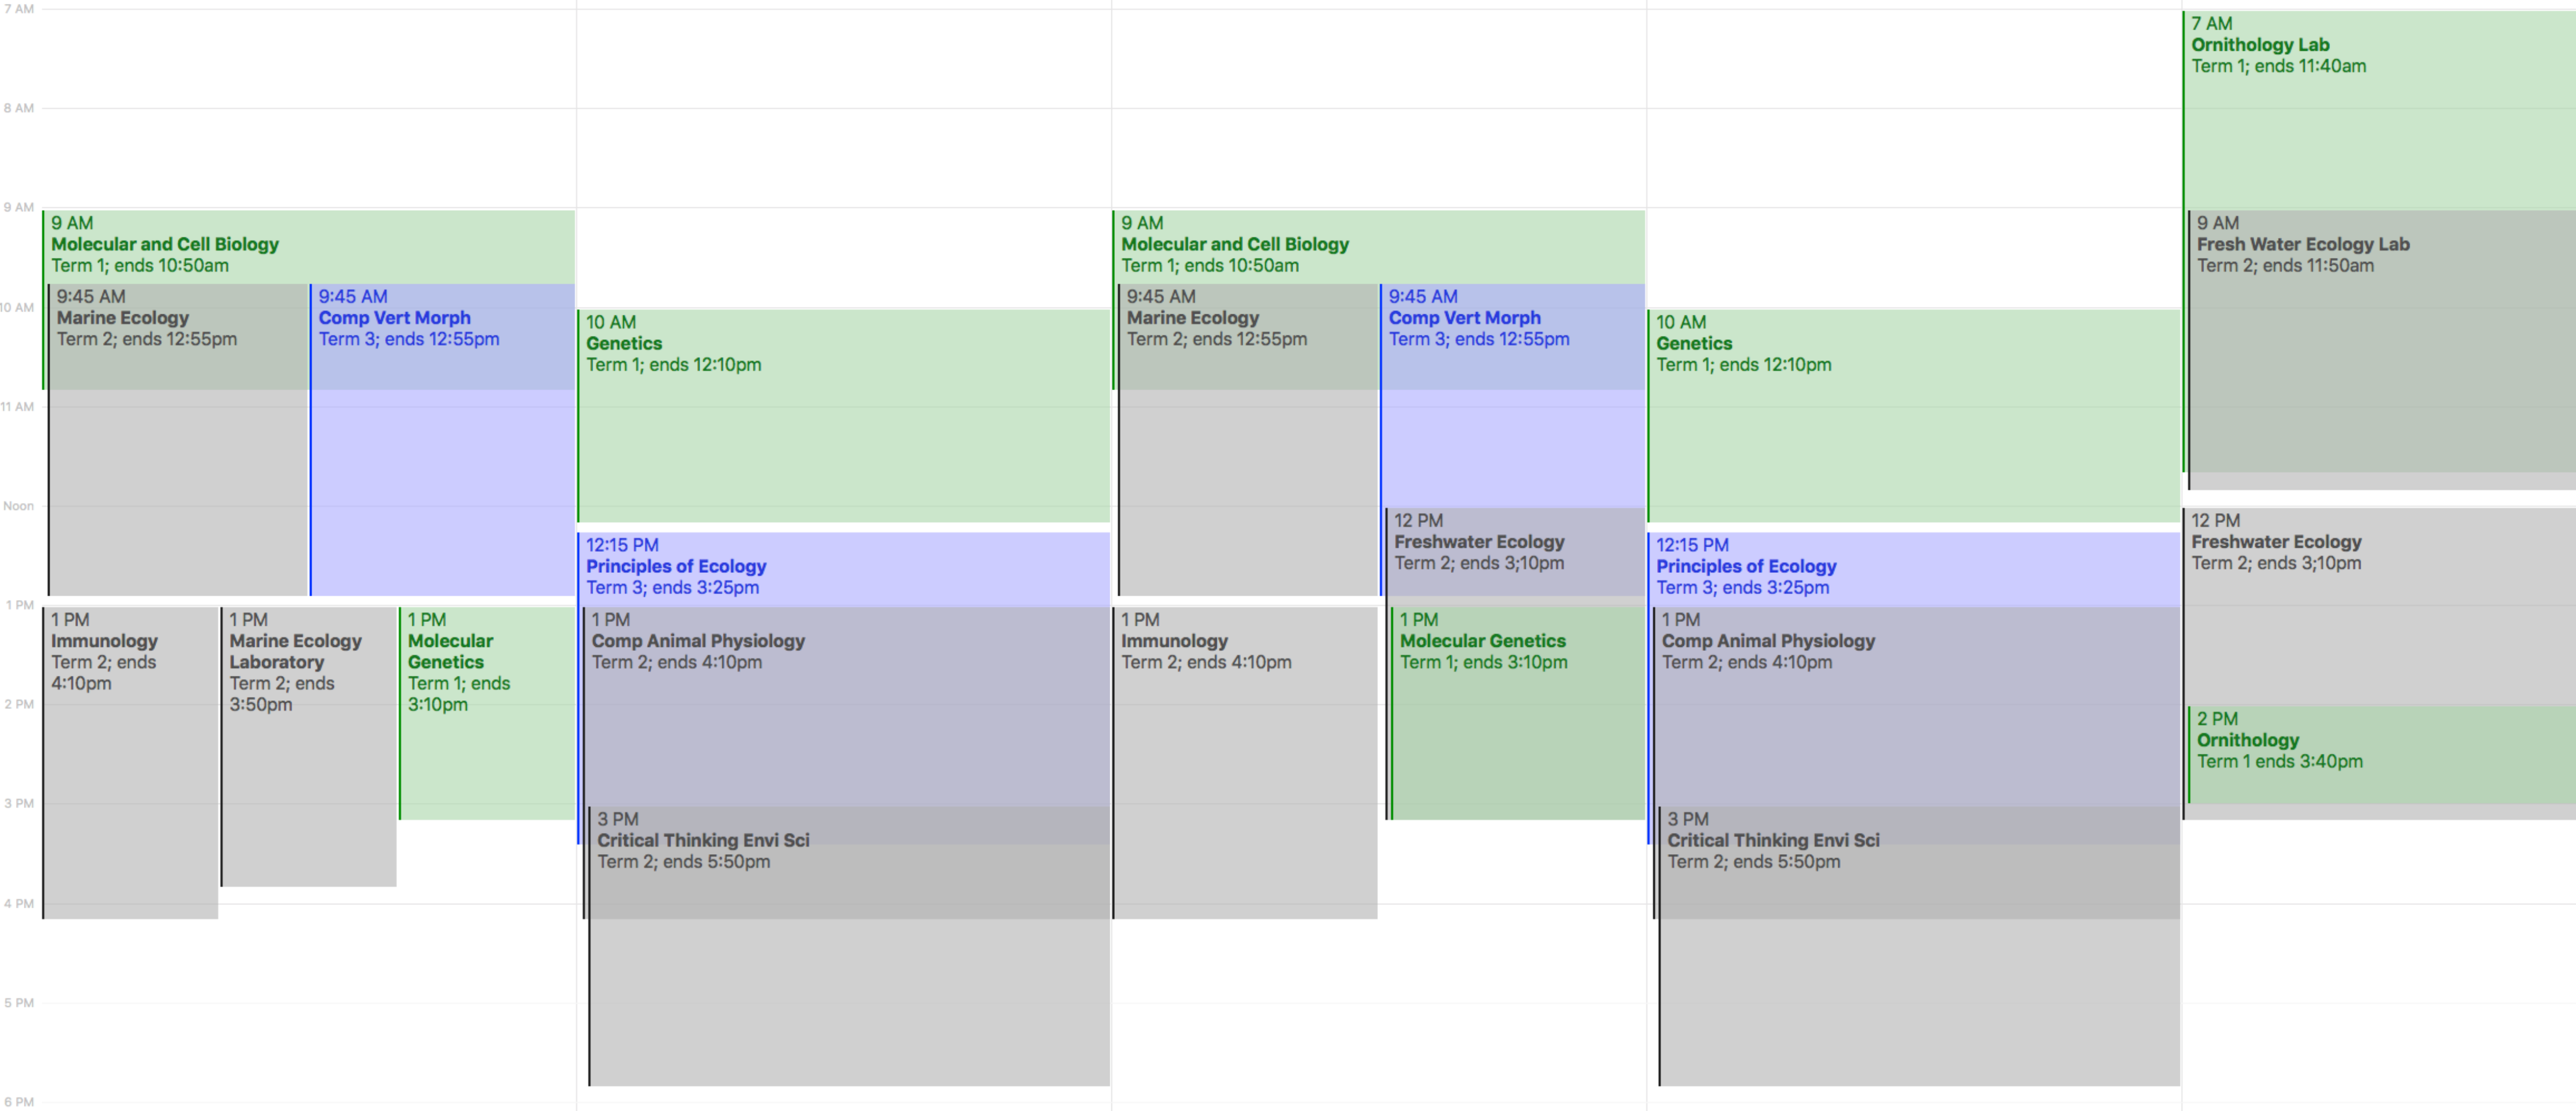 7 AM
8 AM
9 AM
10 AM
11 AM
Noon
1 PM
2 PM
3 PM
4 PM
5 PM
6 PM
9 AM
Molecular and Cell Biology
Term 1; ends 10:50am
9:45 AM
Marine Ecology
Term 2; ends 12:55pm
9:45 AM
Comp Vert Morph
Term 3; ends 12:55pm
1 PM
Immunology
Term 2; ends
4:10pm
1 PM
Marine Ecology
Laboratory
Term 2; ends
3:50pm
1 PM
Molecular
Genetics
Term 1; ends
3:10pm
10 AM
Genetics
Term 1; ends 12:10pm
12:15 PM
Principles of Ecology
Term 3; ends 3:25pm
1 PM
Comp Animal Physiology
Term 2; ends 4:10pm
3 PM
Critical Thinking Envi Sci
Term 2; ends 5:50pm
9 AM
Molecular and Cell Biology
Term 1; ends 10:50am
9:45 AM
Marine Ecology
Term 2; ends 12:55pm
9:45 AM
Comp Vert Morph
Term 3; ends 12:55pm
12 PM
Freshwater Ecology
Term 2; ends 3;10pm
1 PM
Immunology
Term 2; ends 4:10pm
1 PM
Molecular Genetics
Term 1; ends 3:10pm
10 AM
Genetics
Term 1; ends 12:10pm
12:15 PM
Principles of Ecology
Term 3; ends 3:25pm
1 PM
Comp Animal Physiology
Term 2; ends 4:10pm
3 PM
Critical Thinking Envi Sci
Term 2; ends 5:50pm
7 AM
Ornithology Lab
Term 1; ends 11:40am
9 AM
Fresh Water Ecology Lab
Term 2; ends 11:50am
12 PM
Freshwater Ecology
Term 2; ends 3;10pm
2 PM
Ornithology
Term 1 ends 3:40pm